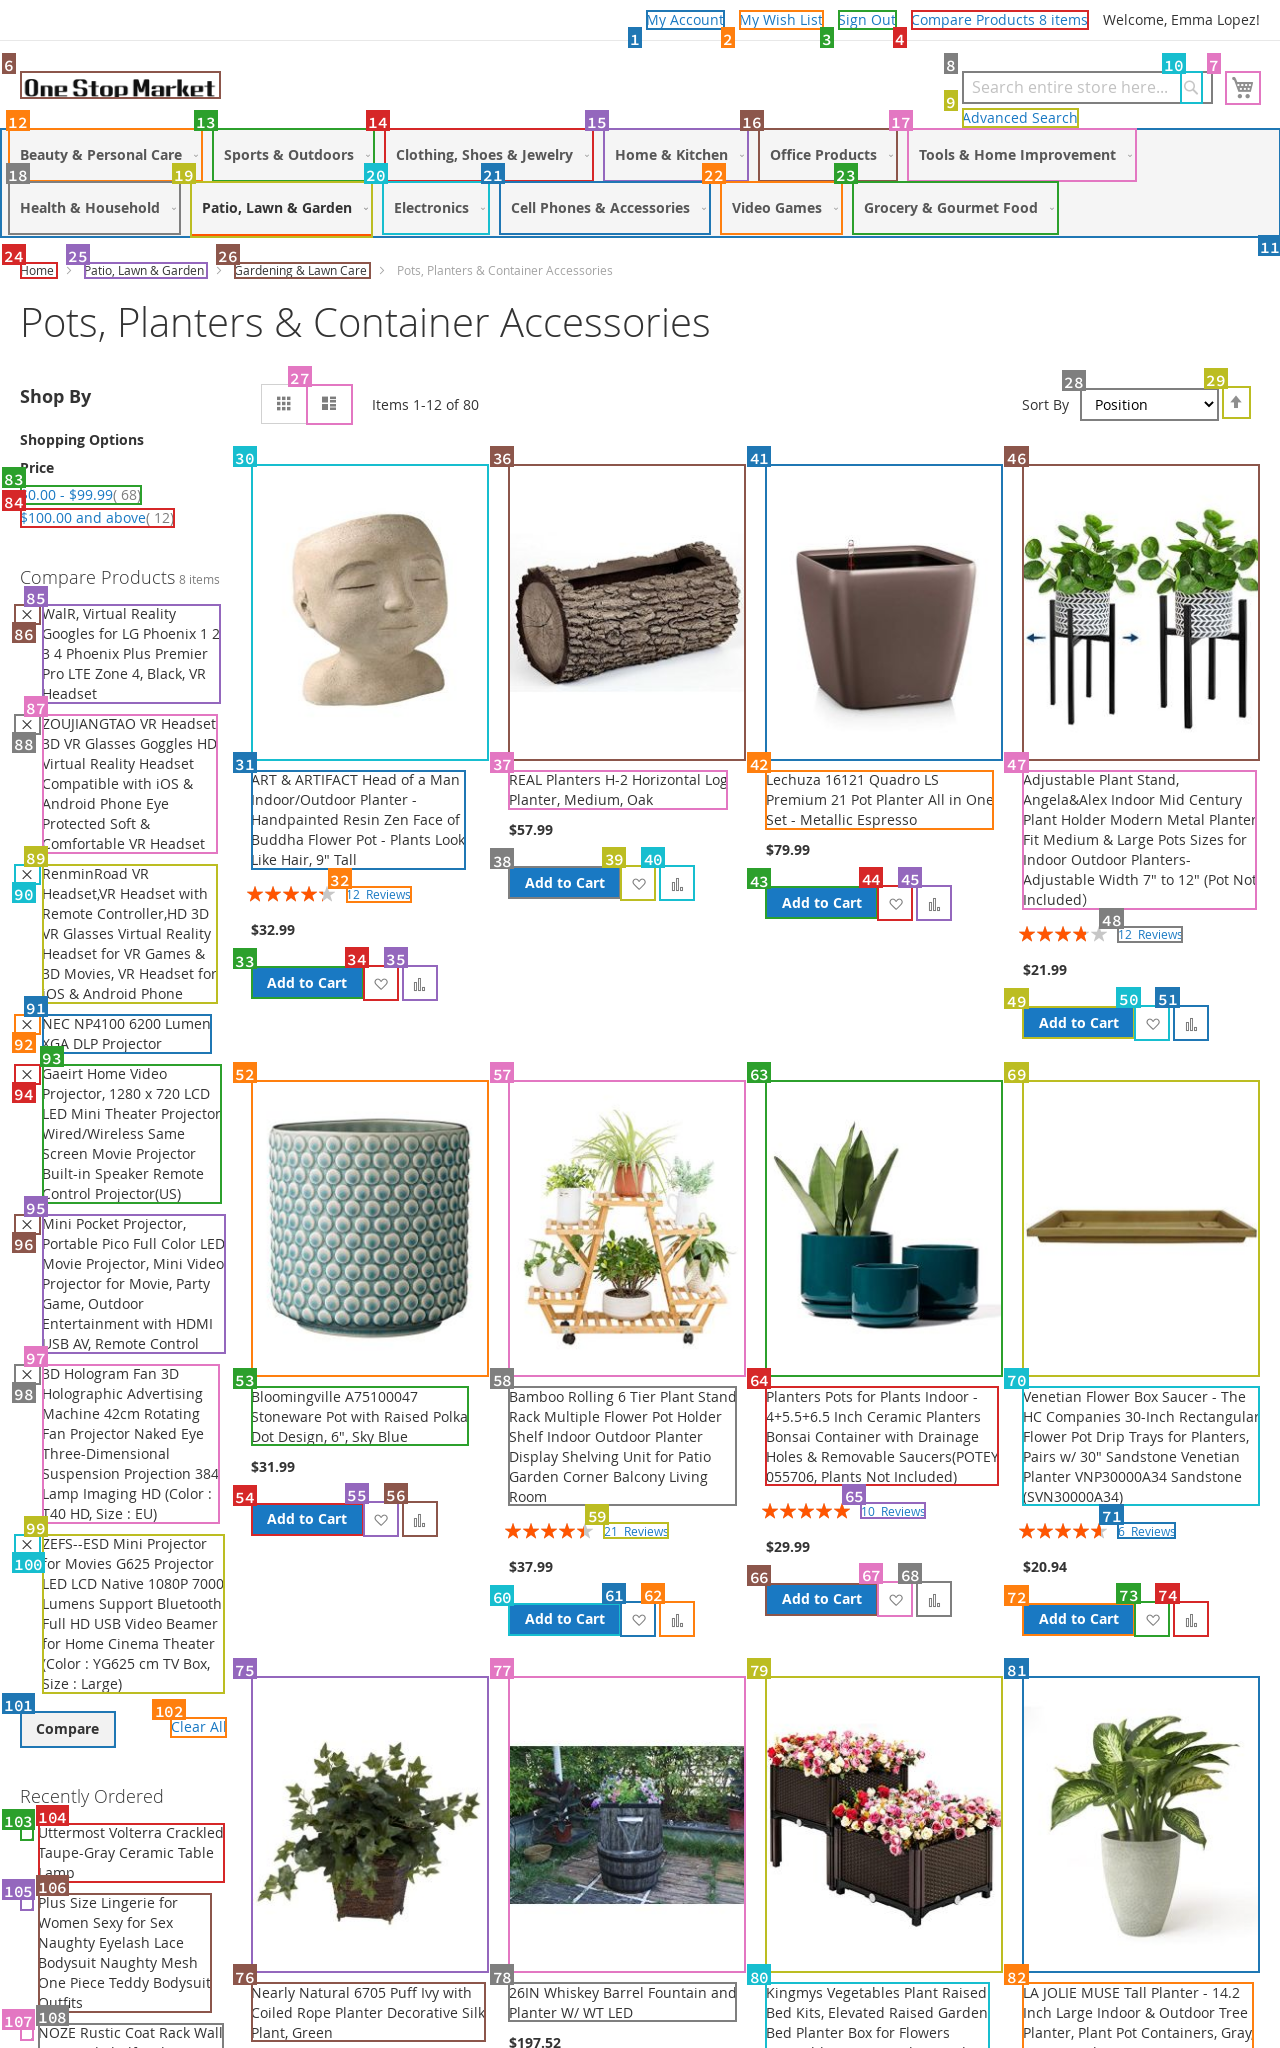 My Account
My Wish List
Sign Out
Compare Products 8 items
Welcome, Emma Lopez!
1
2
3
4
6
One Stop Market
8
Search entire store here...
10
7
9
Advanced Search
12
13
14
15
16
17
Beauty & Personal Care
Sports & Outdoors
Clothing, Shoes & Jewelry
Home & Kitchen
Office Products
Tools & Home Improvement
18
19
20
21
22
23
Health & Household
Patio, Lawn & Garden
Electronics
Cell Phones & Accessories
Video Games
Grocery & Gourmet Food
11
24
25
26
Home
Patio, Lawn & Garden
Gardening & Lawn Care
Pots, Planters & Container Accessories
Pots, Planters & Container Accessories
Shop By
27
Items 1-12 of 80
28
Sort By
Position
29
Shopping Options
Price
83
$0.00 - $99.99( 68)
84
$100.00 and above( 12)
Compare Products 8 items
85
86
WalR, Virtual Reality
Googles for LG Phoenix 1 2
3 4 Phoenix Plus Premier
Pro LTE Zone 4, Black, VR
Headset
87
88
ZOUJIANGTAO VR Headset
3D VR Glasses Goggles HD
Virtual Reality Headset
Compatible with iOS &
Android Phone Eye
Protected Soft &
Comfortable VR Headset
89
90
RenminRoad VR
Headset,VR Headset with
Remote Controller,HD 3D
VR Glasses Virtual Reality
Headset for VR Games &
3D Movies, VR Headset for
iOS & Android Phone
91
92
NEC NP4100 6200 Lumen
XGA DLP Projector
93
94
Gaeirt Home Video
Projector, 1280 x 720 LCD
LED Mini Theater Projector
Wired/Wireless Same
Screen Movie Projector
Built-in Speaker Remote
Control Projector(US)
95
96
Mini Pocket Projector,
Portable Pico Full Color LED
Movie Projector, Mini Video
Projector for Movie, Party
Game, Outdoor
Entertainment with HDMI
USB AV, Remote Control
97
98
3D Hologram Fan 3D
Holographic Advertising
Machine 42cm Rotating
Fan Projector Naked Eye
Three-Dimensional
Suspension Projection 384
Lamp Imaging HD (Color :
T40 HD, Size : EU)
99
100
ZEFS--ESD Mini Projector
for Movies G625 Projector
LED LCD Native 1080P 7000
Lumens Support Bluetooth
Full HD USB Video Beamer
for Home Cinema Theater
(Color : YG625 cm TV Box,
Size : Large)
101
Compare
102
Clear All
Recently Ordered
103
104
Uttermost Volterra Crackled
Taupe-Gray Ceramic Table
Lamp
105
106
Plus Size Lingerie for
Women Sexy for Sex
Naughty Eyelash Lace
Bodysuit Naughty Mesh
One Piece Teddy Bodysuit
Outfits
107
108
NOZE Rustic Coat Rack Wall
30
31
ART & ARTIFACT Head of a Man
Indoor/Outdoor Planter -
Handpainted Resin Zen Face of
Buddha Flower Pot - Plants Look
Like Hair, 9" Tall
32
12 Reviews
$32.99
33
Add to Cart
34
35
36
37
REAL Planters H-2 Horizontal Log
Planter, Medium, Oak
$57.99
38
Add to Cart
39
40
41
42
Lechuza 16121 Quadro LS
Premium 21 Pot Planter All in One
Set - Metallic Espresso
$79.99
43
Add to Cart
44
45
46
47
Adjustable Plant Stand,
Angela&Alex Indoor Mid Century
Plant Holder Modern Metal Planter
Fit Medium & Large Pots Sizes for
Indoor Outdoor Planters-
Adjustable Width 7" to 12" (Pot Not
Included)
48
12 Reviews
$21.99
49
Add to Cart
50
51
52
53
Bloomingville A75100047
Stoneware Pot with Raised Polka
Dot Design, 6", Sky Blue
$31.99
54
Add to Cart
55
56
57
58
Bamboo Rolling 6 Tier Plant Stand
Rack Multiple Flower Pot Holder
Shelf Indoor Outdoor Planter
Display Shelving Unit for Patio
Garden Corner Balcony Living
Room
59
21 Reviews
$37.99
60
Add to Cart
61
62
63
64
Planters Pots for Plants Indoor -
4+5.5+6.5 Inch Ceramic Planters
Bonsai Container with Drainage
Holes & Removable Saucers(POTEY
055706, Plants Not Included)
65
10 Reviews
$29.99
66
Add to Cart
67
68
69
70
Venetian Flower Box Saucer - The
HC Companies 30-Inch Rectangular
Flower Pot Drip Trays for Planters,
Pairs w/ 30" Sandstone Venetian
Planter VNP30000A34 Sandstone
(SVN30000A34)
71
6 Reviews
$20.94
72
Add to Cart
73
74
75
76
Nearly Natural 6705 Puff Ivy with
Coiled Rope Planter Decorative Silk
Plant, Green
77
78
26IN Whiskey Barrel Fountain and
Planter W/ WT LED
$197.52
79
80
Kingmys Vegetables Plant Raised
Bed Kits, Elevated Raised Garden
Bed Planter Box for Flowers
81
82
LA JOLIE MUSE Tall Planter - 14.2
Inch Large Indoor & Outdoor Tree
Planter, Plant Pot Containers, Gray